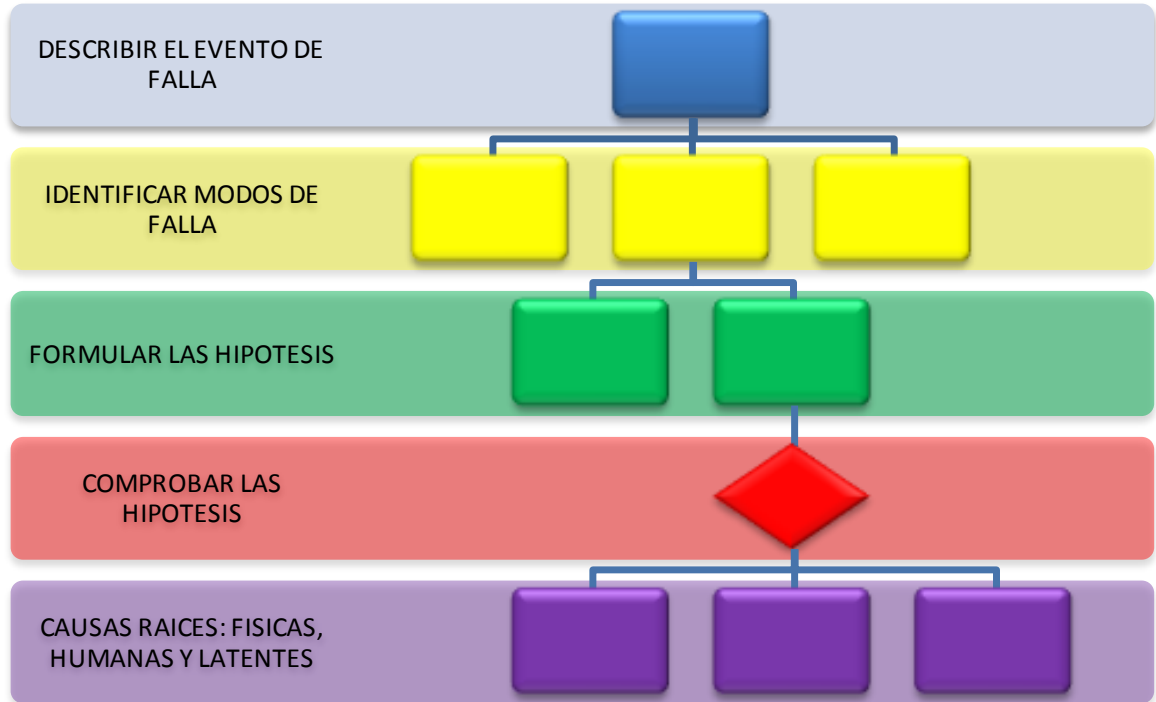 DESCRIBIR EL EVENTO DE
FALLA
IDENTIFICAR MODOS DE
FALLA
FORMULAR LAS HIPOTESIS
COMPROBAR LAS
HIPOTESIS
CAUSAS RAICES: FISICAS,
HUMANAS Y LATENTES